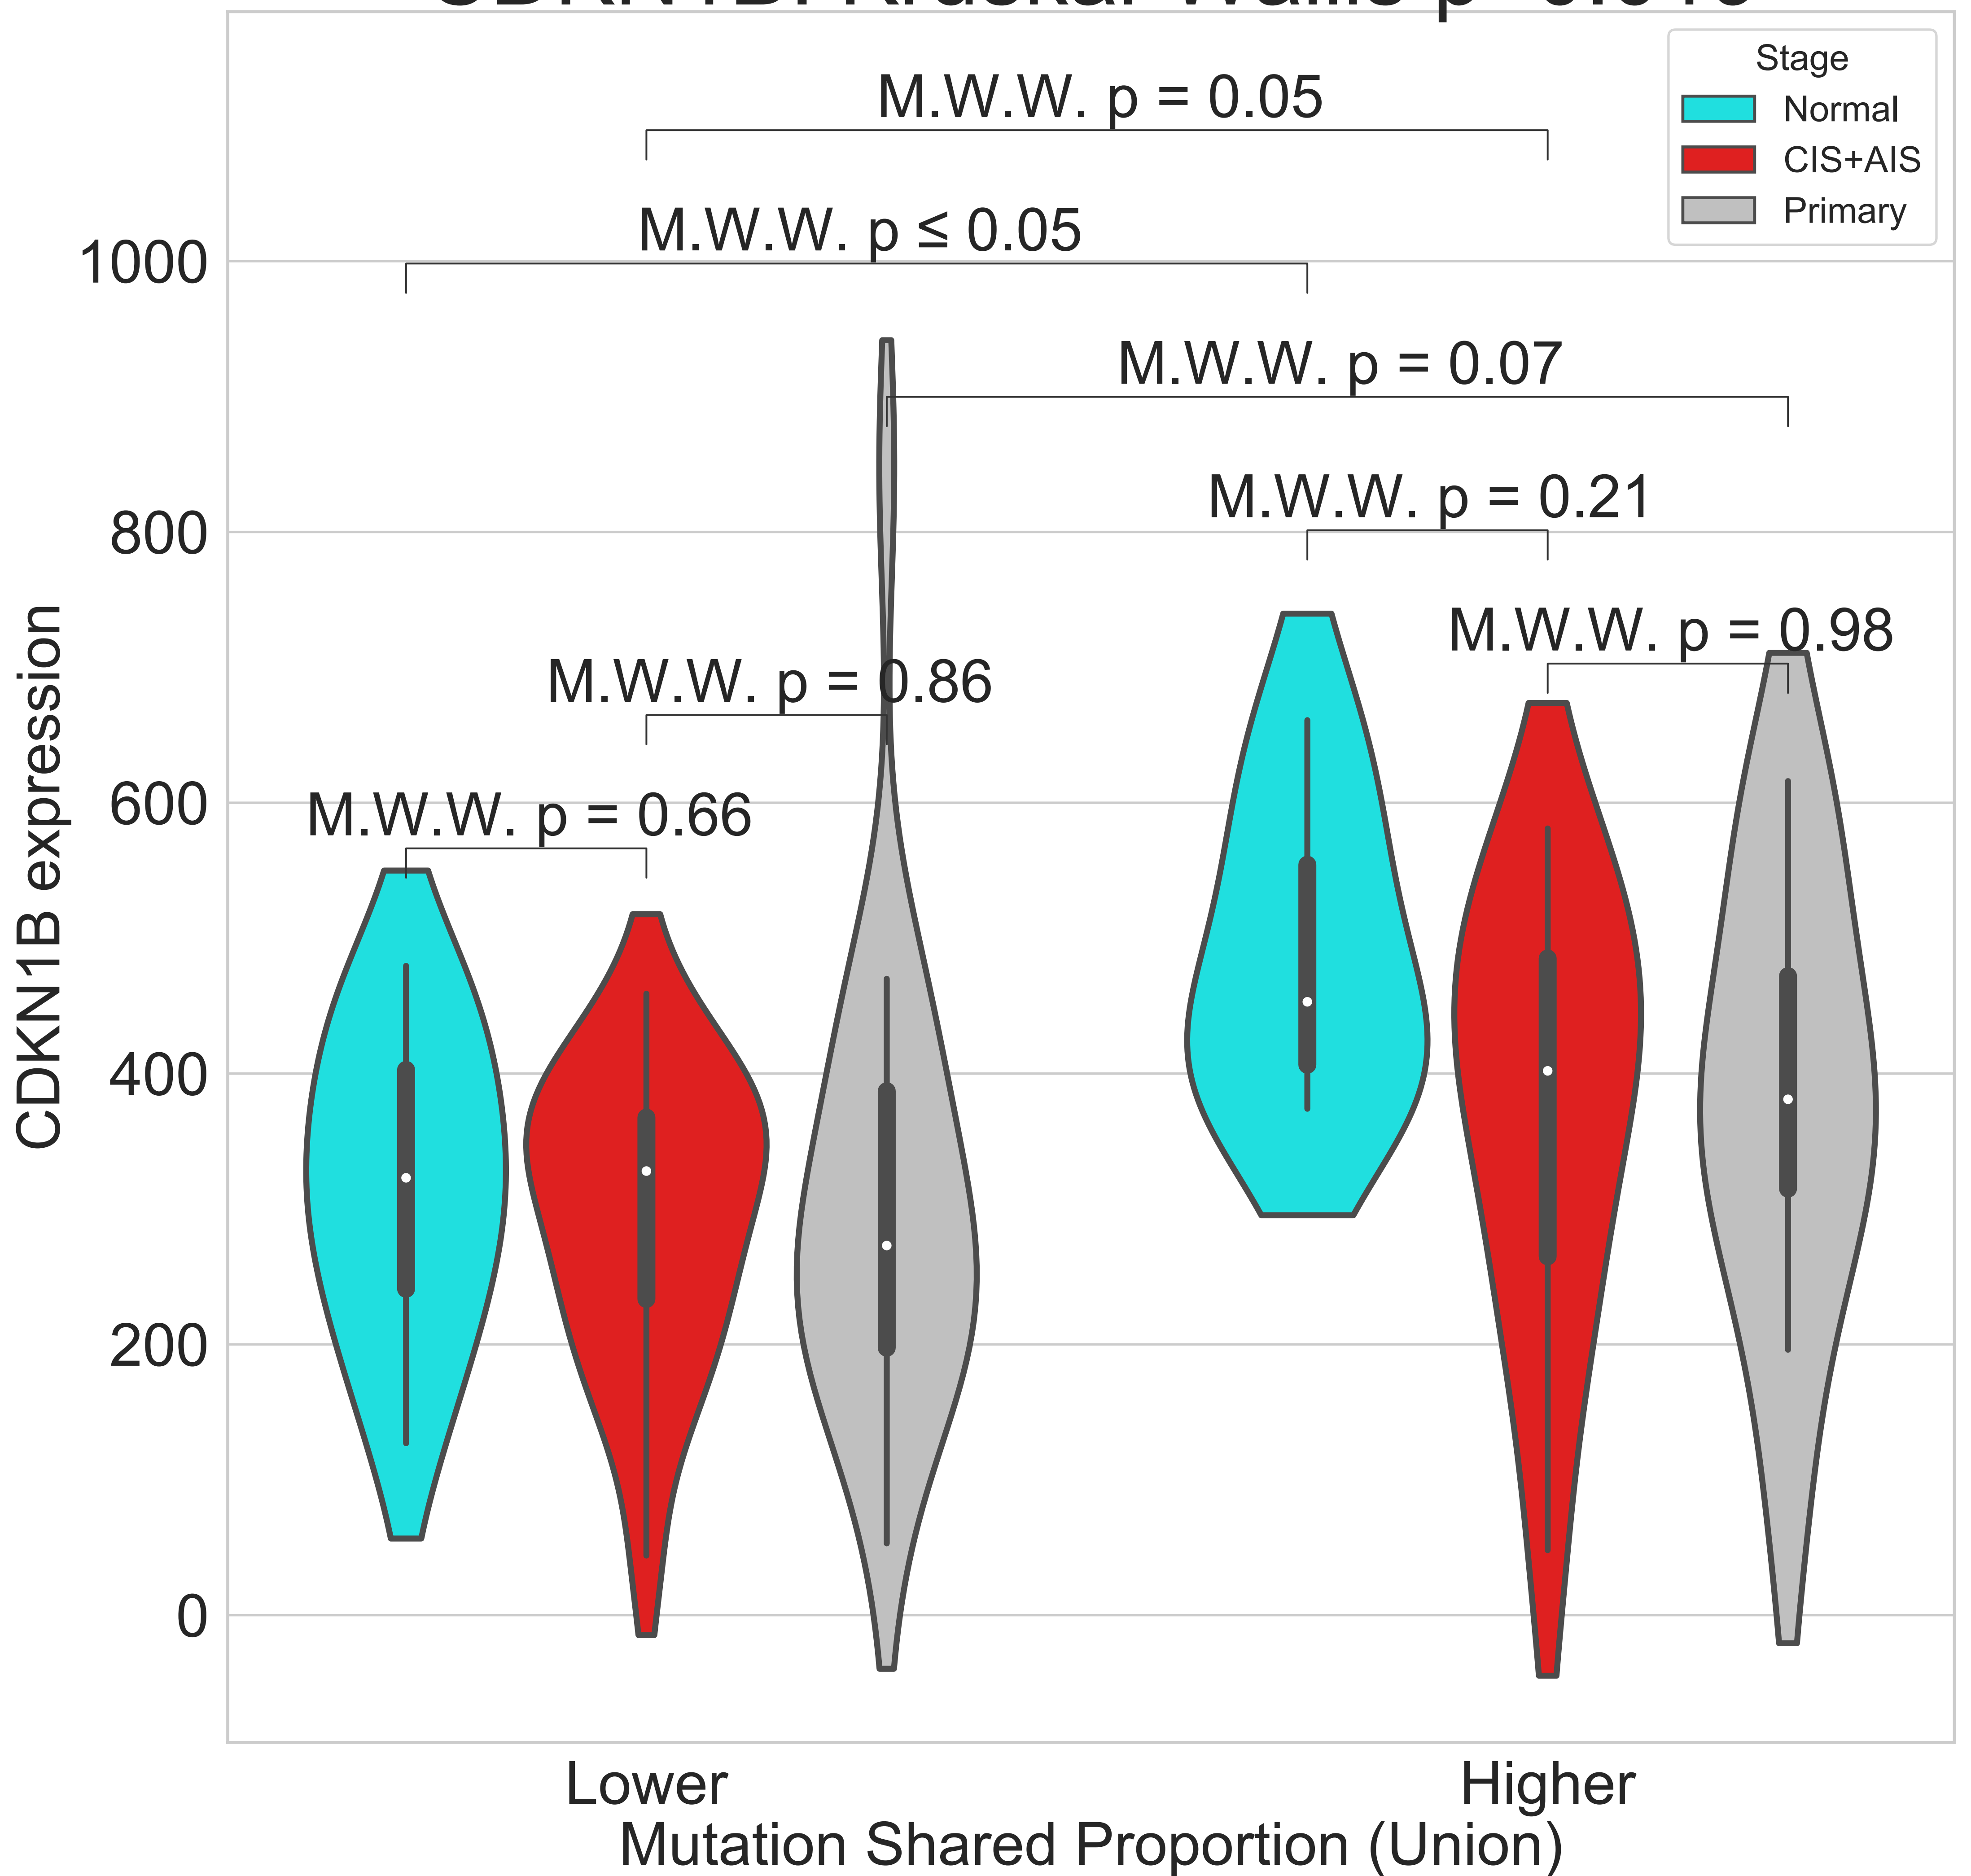 Stage
Normal
CIS+AIS
Primary
M.W.W. p = 0.05
M.W.W. p ≤ 0.05
M.W.W. p = 0.07
M.W.W. p = 0.21
M.W.W. p = 0.98
M.W.W. p = 0.86
M.W.W. p = 0.66
1000
800
600
400
200
0
CDKN1B expression
Lower
Higher
Mutation Shared Proportion (Union)